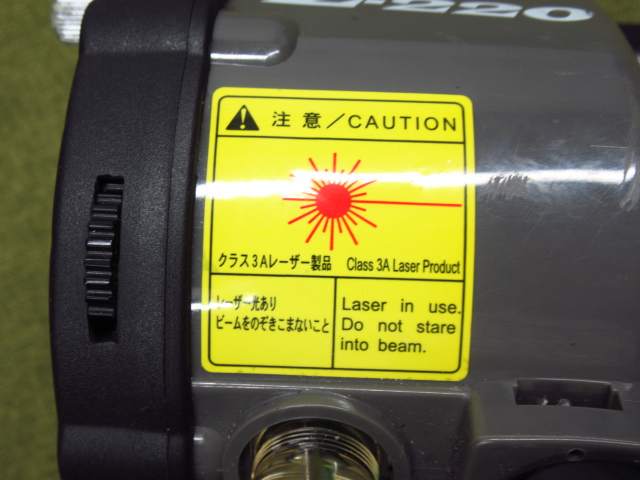 220
注意/CAUTION
クラス3Aレーザー製品 Class 3A Laser Product
レーザー光あり
ビームをのぞきこまないこと
Laser in use.
Do not stare
into beam.